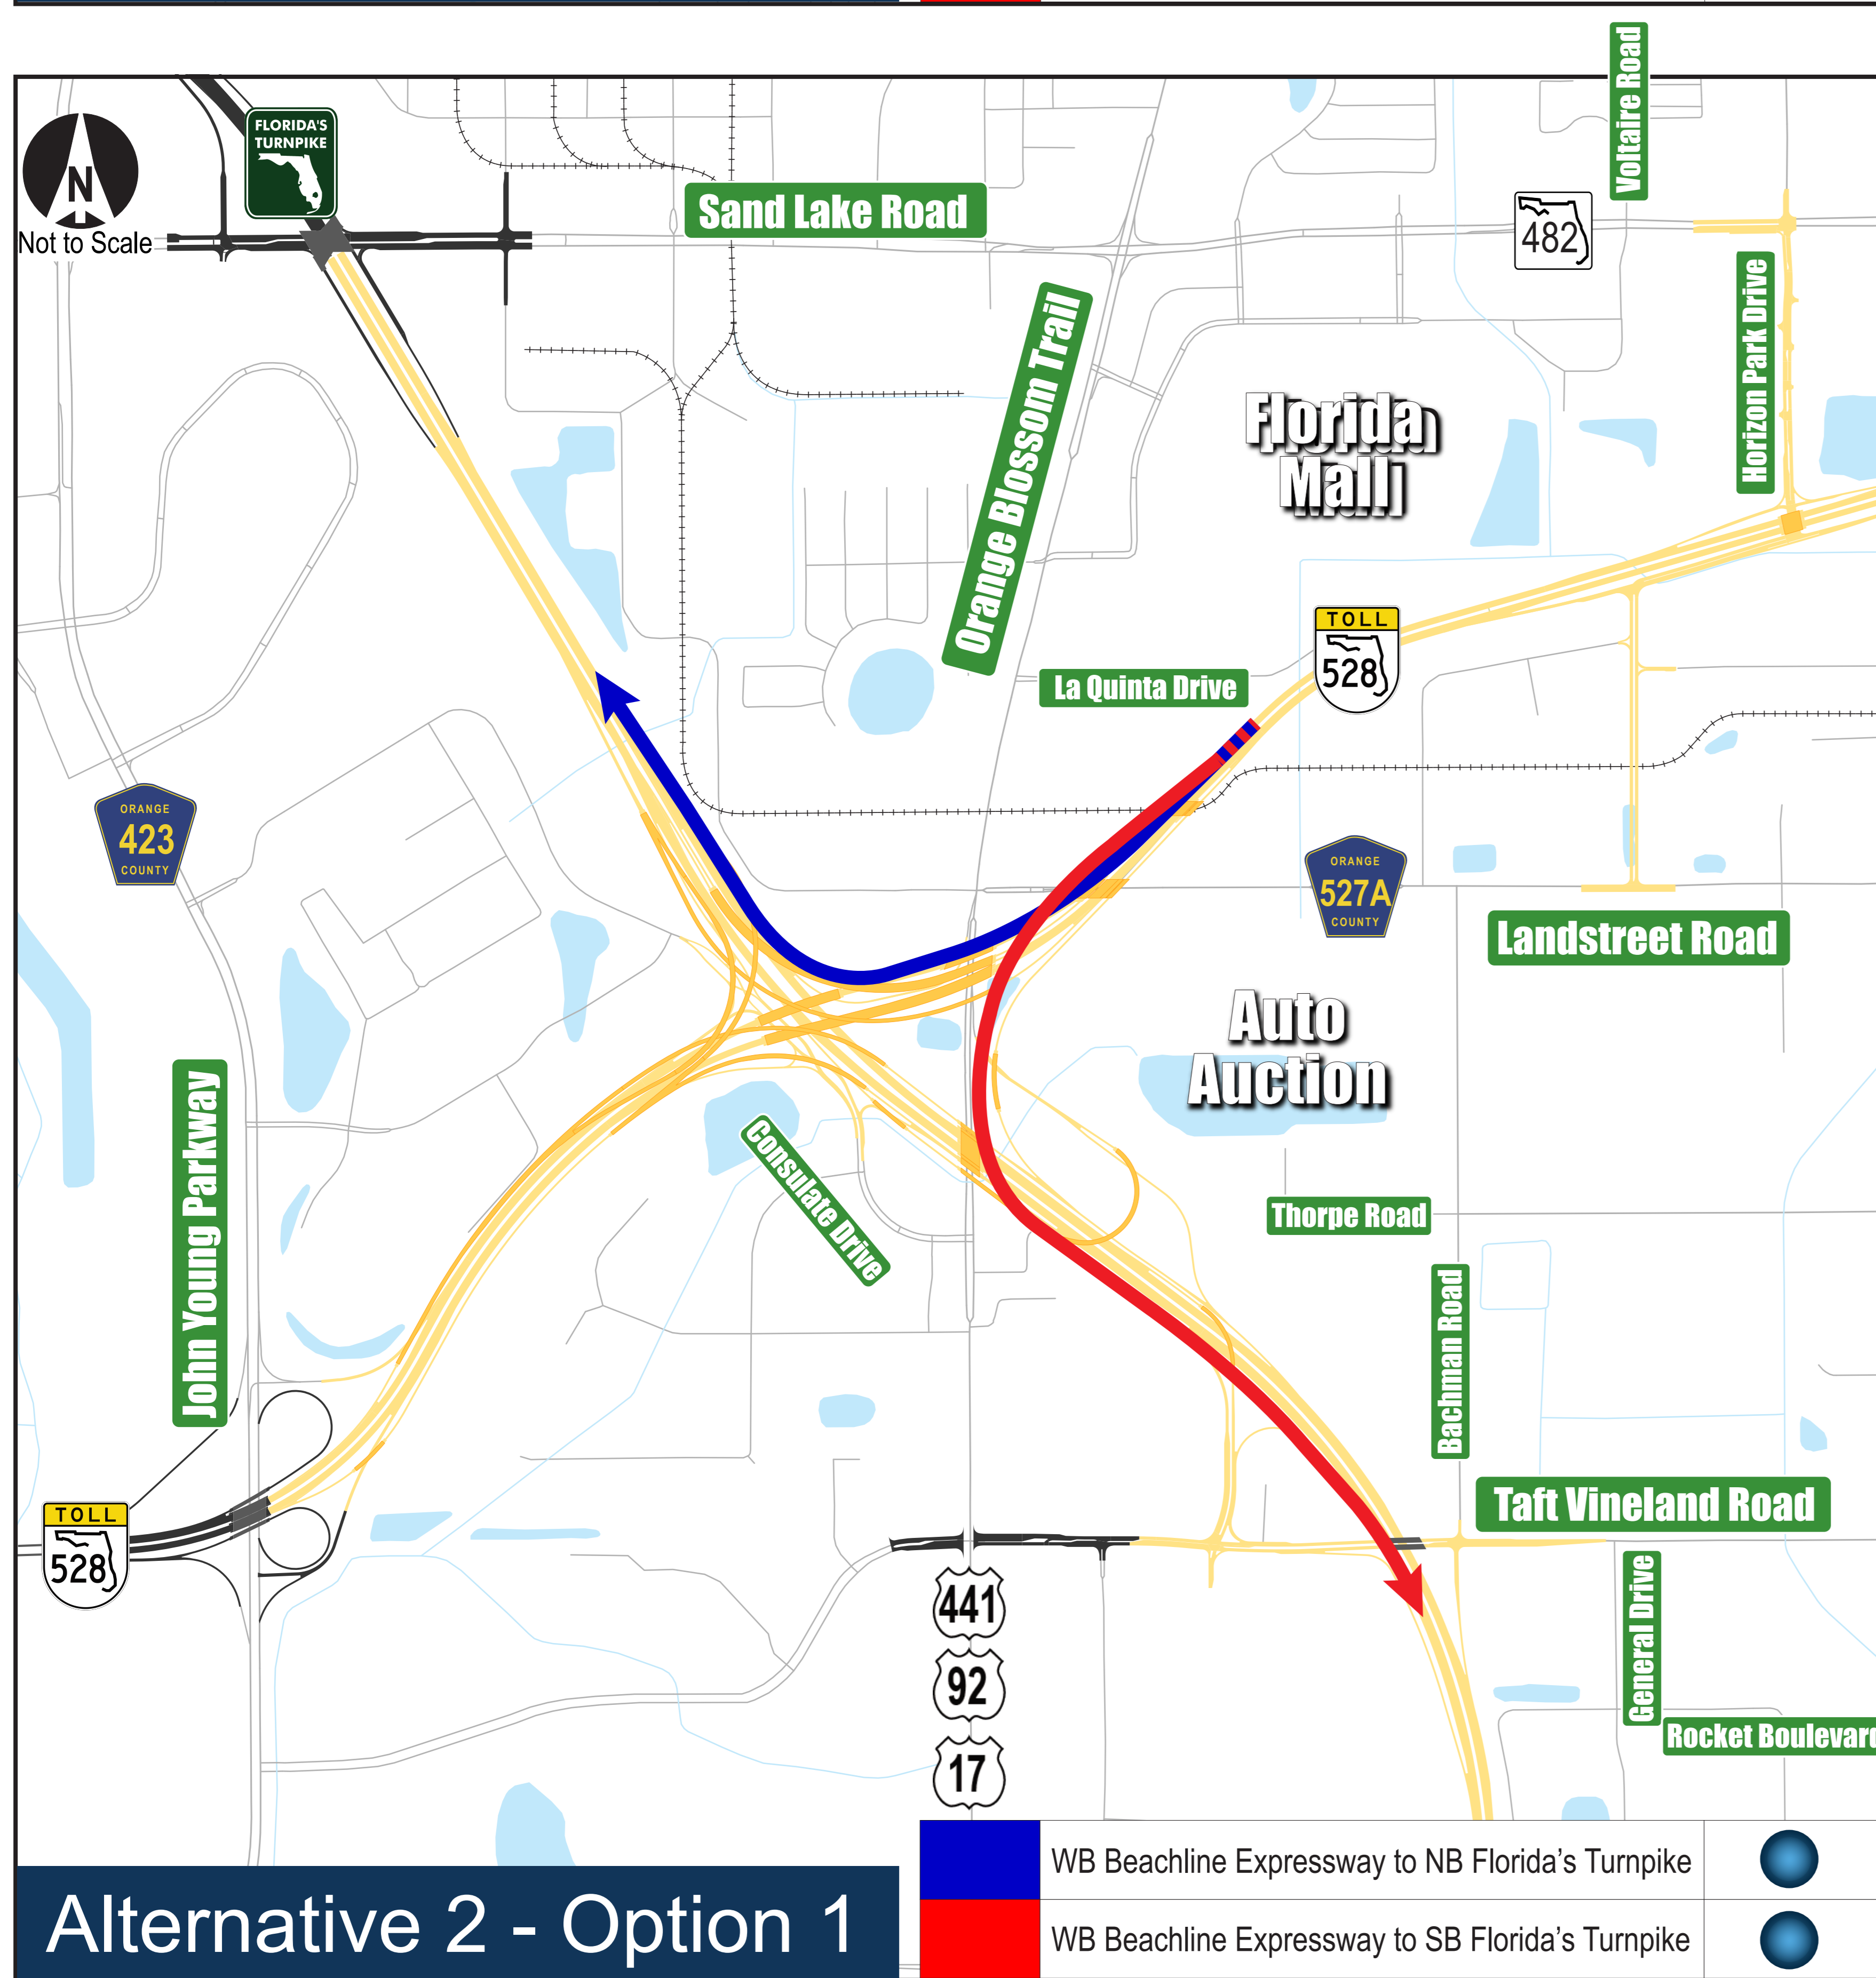 Voltaire Road
FLORIDA'S
TURNPIKE
N
Not to Scale
Sand Lake Road
482
Horizon Park Drive
Orange Blossom Trail
Florida
Mall
TOLL
528
La Quinta Drive
ORANGE
423
COUNTY
ORANGE
527A
COUNTY
Landstreet Road
Auto
Auction
John Young Parkway
Consulate Drive
Thorpe Road
Bachman Road
Taft Vineland Road
TOLL
528
441
92
17
General Drive
Rocket Boulevard
WB Beachline Expressway to NB Florida's Turnpike
WB Beachline Expressway to SB Florida's Turnpike
Alternative 2 - Option 1